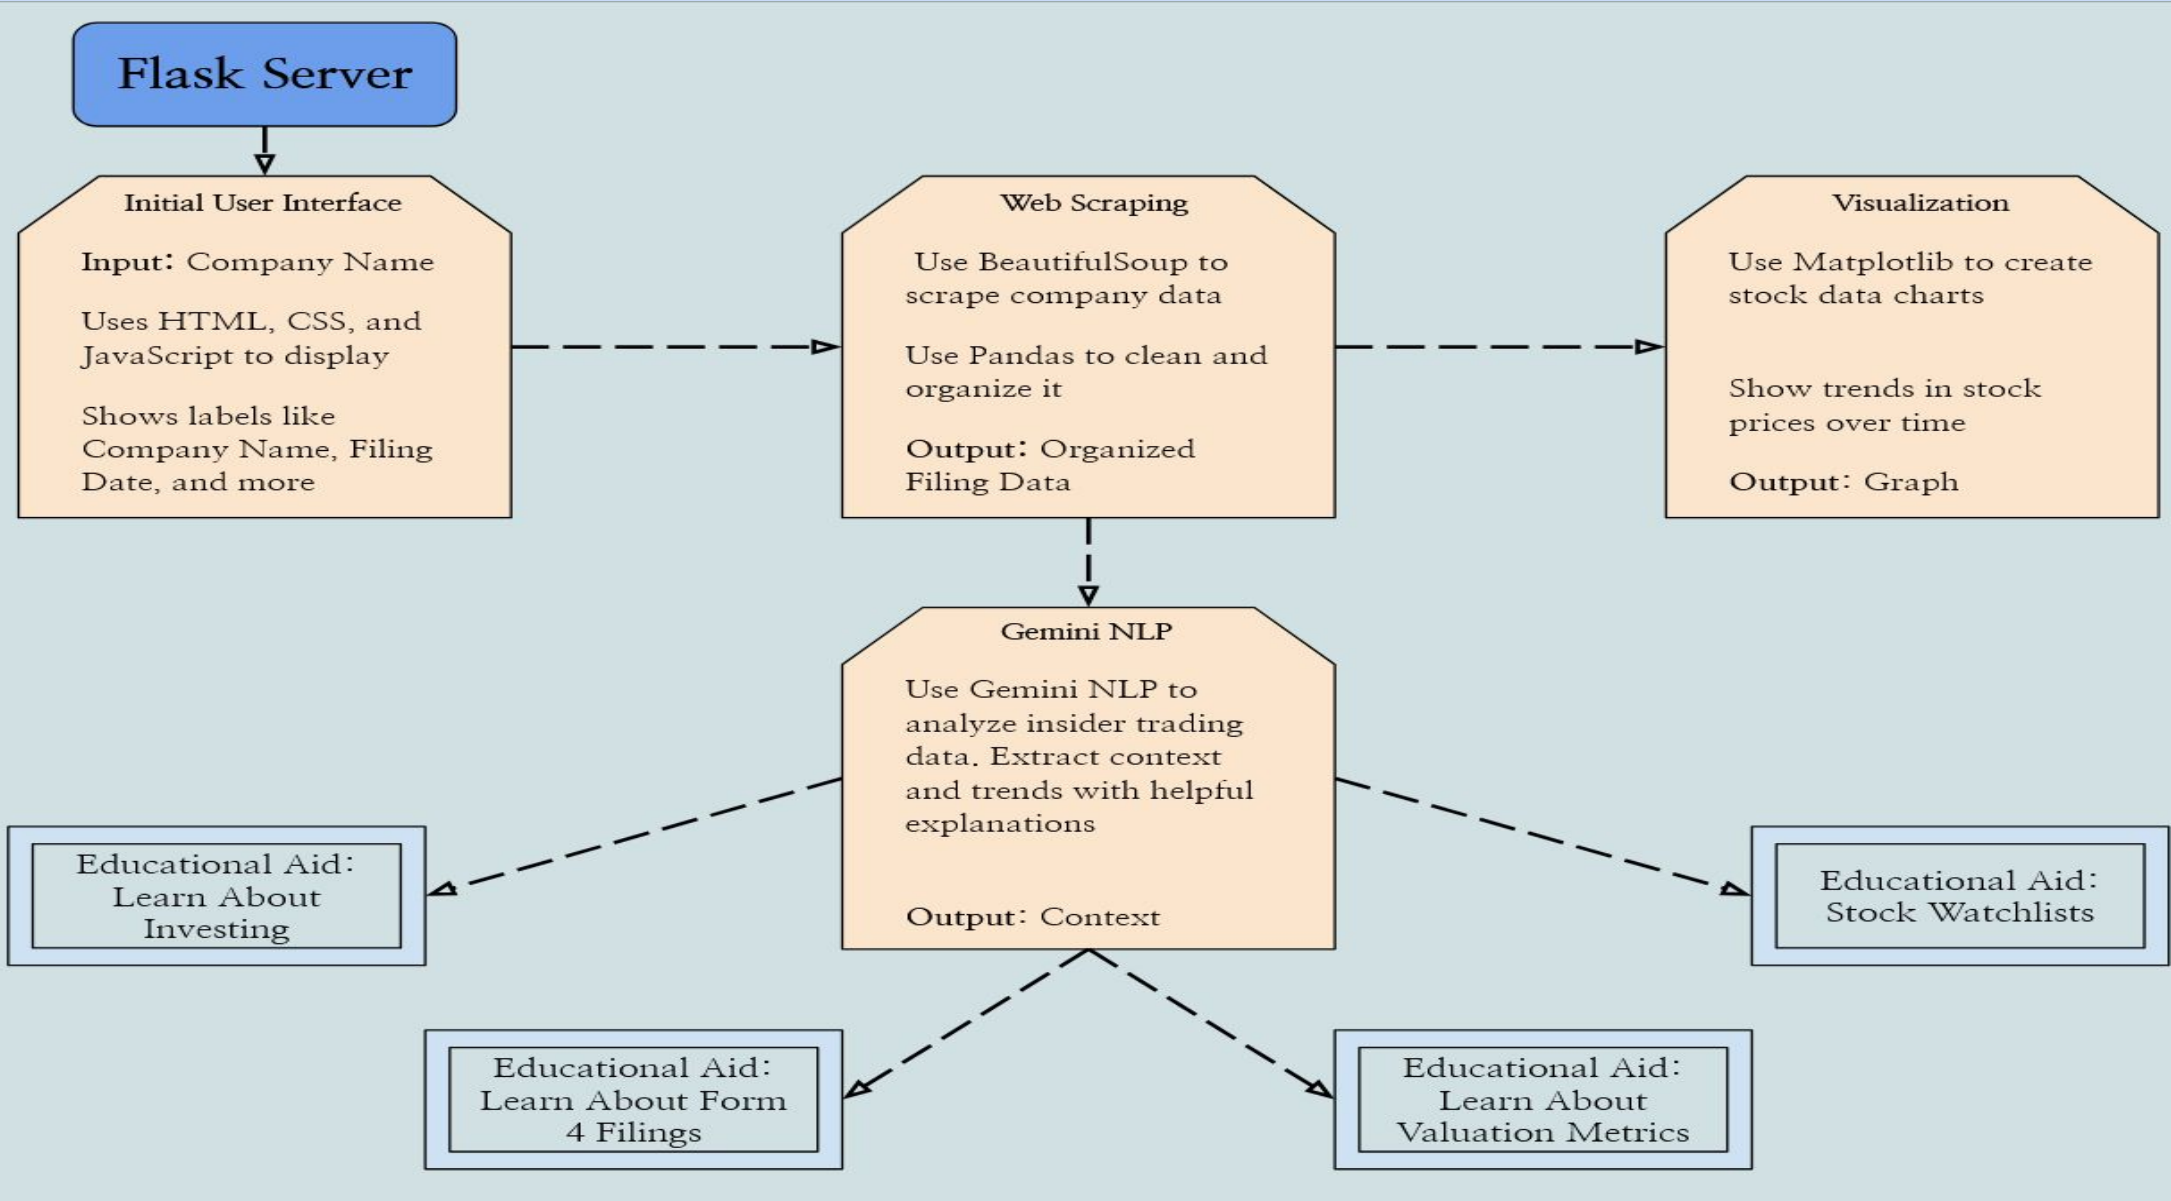 Flask Server
Initial User Interface
Input: Company Name
Uses HTML, CSS, and
JavaScript to display
Shows labels like
Company Name, Filing
Date, and more
Web Scraping
Use BeautifulSoup to
scrape company data
Use Pandas to clean and
organize it
Output: Organized
Filing Data
Visualization
Use Matplotlib to create
stock data charts
Show trends in stock
prices over time
Output: Graph
Gemini NLP
Use Gemini NLP to
analyze insider trading
data. Extract context
and trends with helpful
explanations
Output: Context
Educational Aid:
Learn About
Investing
Educational Aid:
Stock Watchlists
Educational Aid:
Learn About Form
4 Filings
Educational Aid:
Learn About
Valuation Metrics